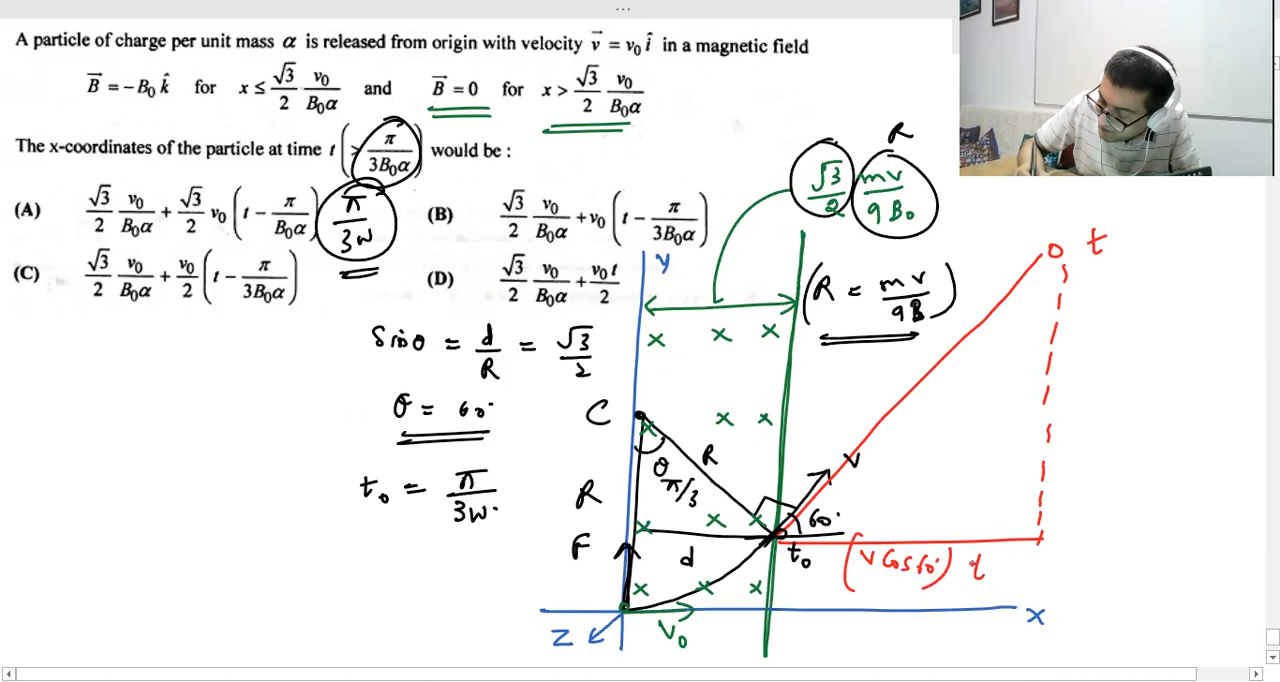 A particle of charge per unit mass α is released from origin with velocity v⃗ = v₀ î in a magnetic field
B⃗ = −B₀ k̂ for x ≤ √3/2 v₀/B₀α and B⃗ = 0 for x > √3/2 v₀/B₀α
The x-coordinates of the particle at time t (> π/3B₀α) would be :
(A) √3/2 v₀/B₀α + √3/2 v₀ (t − π/B₀α)
(B) √3/2 v₀/B₀α + v₀ (t − π/3B₀α)
(C) √3/2 v₀/B₀α + v₀/2 (t − π/3B₀α)
(D) √3/2 v₀/B₀α + v₀t/2
π/3ω
R
√3/2 mv/qB₀
(R = mv/qB)
Sinθ = d/R = √3/2
θ = 60°
t₀ = π/3ω
y
t
C
θ
π/3
R
R
v
60°
F
d
t₀
(v Cos60°) t
z
v₀
x